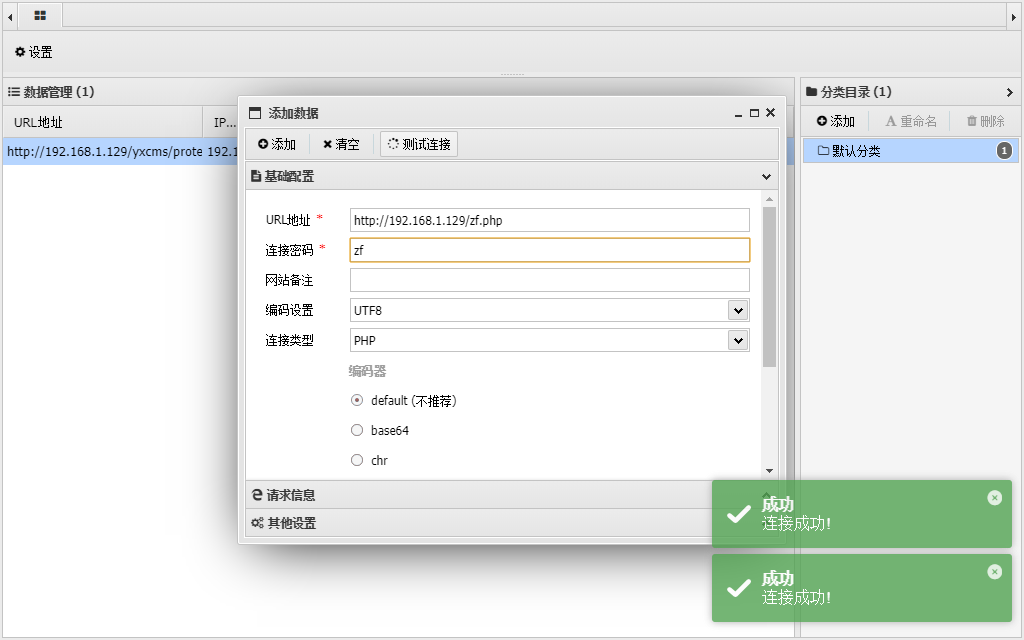 设置
数据管理 (1)
URL地址 IP...
http://192.168.1.129/yxcms/prote 192.1
添加数据
添加 清空 测试连接
基础配置
URL地址 * http://192.168.1.129/zf.php
连接密码 * zf
网站备注
编码设置 UTF8
连接类型 PHP
编码器
default (不推荐)
base64
chr
请求信息
其他设置
分类目录 (1)
添加 重命名 删除
默认分类 1
成功
连接成功!
成功
连接成功!